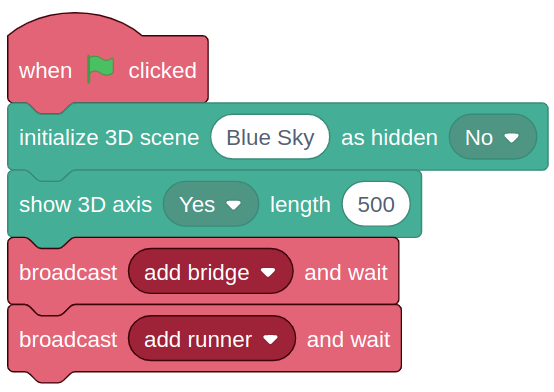 when clicked
initialize 3D scene Blue Sky as hidden No
show 3D axis Yes length 500
broadcast add bridge and wait
broadcast add runner and wait